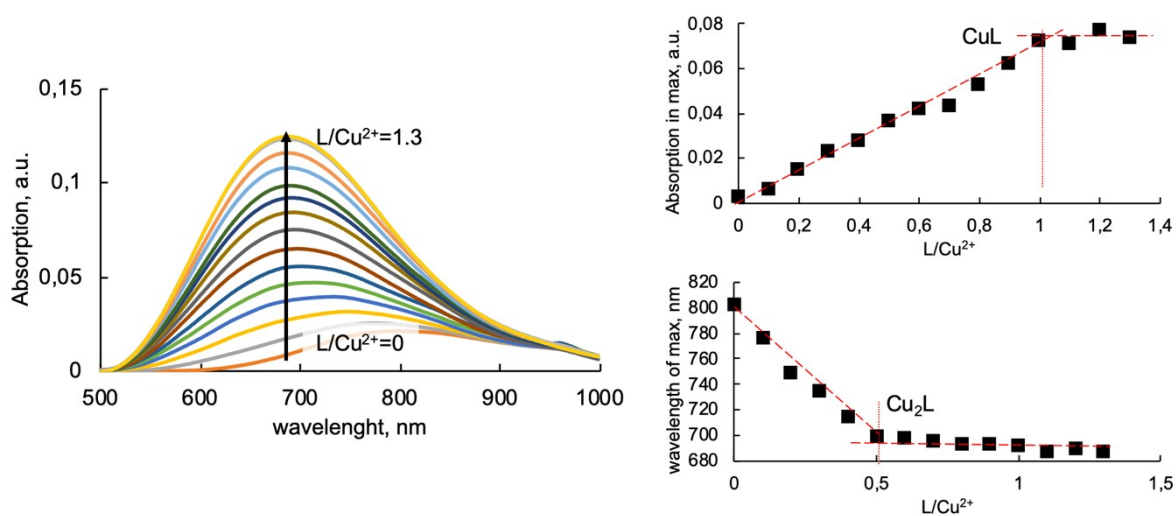 Absorption, a.u.
0,15
0,1
0,05
0
L/Cu²⁺=1.3
L/Cu²⁺=0
500 600 700 800 900 1000
wavelenght, nm
Absorption in max, a.u.
0,08
0,06
0,04
0,02
0,00
CuL
0 0,2 0,4 0,6 0,8 1 1,2 1,4
L/Cu²⁺
wavelength of max, nm
820
800
780
760
740
720
700
680
Cu₂L
0 0,5 1 1,5
L/Cu²⁺